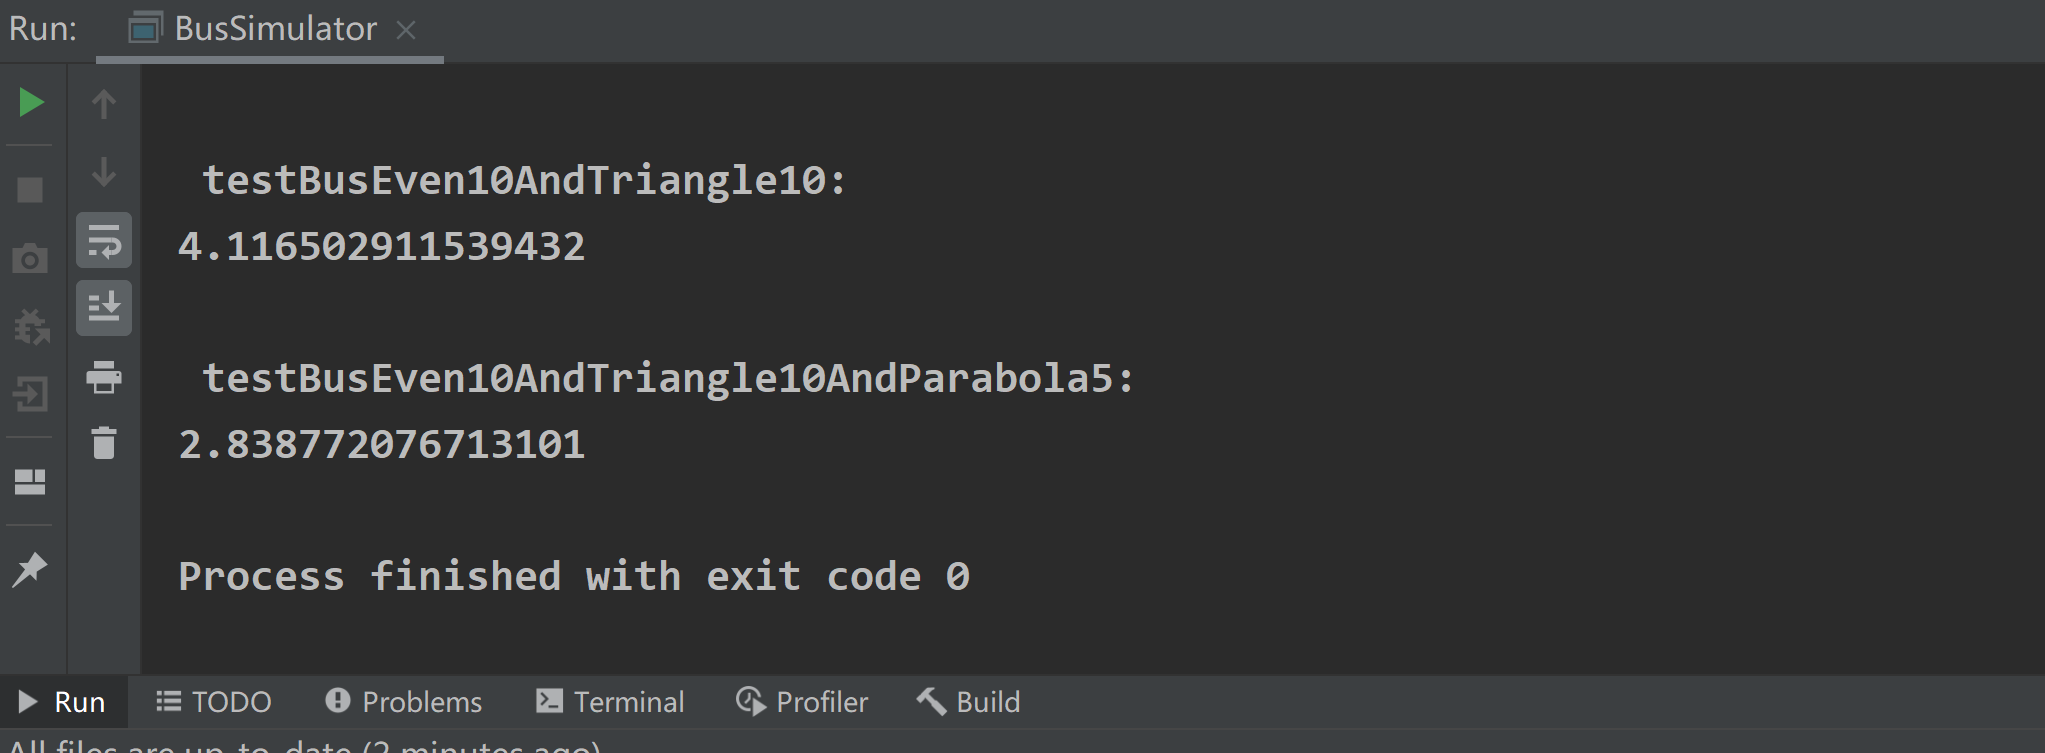 Run: BusSimulator
testBusEven10AndTriangle10:
4.116502911539432
testBusEven10AndTriangle10AndParabola5:
2.838772076713101
Process finished with exit code 0
Run TODO Problems Terminal Profiler Build
All files are up-to-date (2 minutes ago)